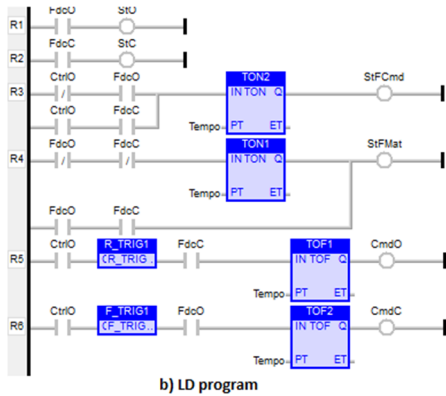 FdcO StO
R1
FdcC StC
R2
CtrlO FdcO TON2 StFCmd
R3 / IN TON Q
CtrlO FdcC
Tempo PT ET
FdcO FdcC TON1 StFMat
R4 / / IN TON Q
Tempo PT ET
FdcO FdcC
CtrlO R_TRIG1 FdcC TOF1 CmdO
R5 (R_TRIG. IN TOF Q
Tempo PT ET
CtrlO F_TRIG1 FdcO TOF2 CmdC
R6 (F_TRIG.. IN TOF Q
Tempo PT ET
b) LD program